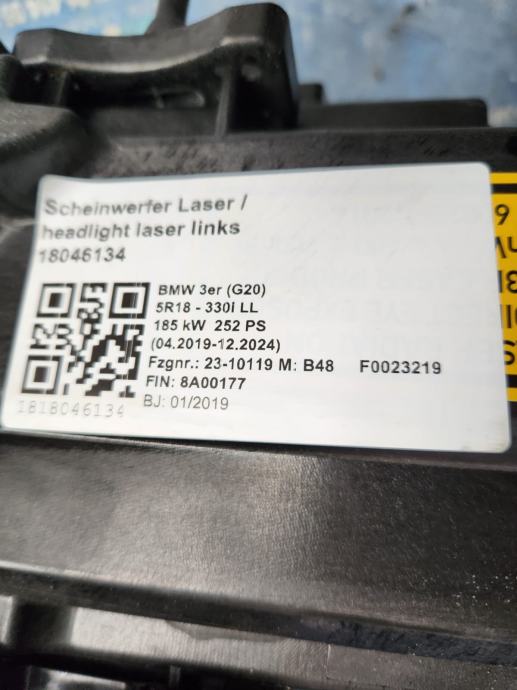 Scheinwerfer Laser /
headlight laser links
18046134
BMW 3er (G20)
5R18 - 330i LL
185 kW 252 PS
(04.2019-12.2024)
Fzgnr.: 23-10119 M: B48 F0023219
FIN: 8A00177
BJ: 01/2019
1818046134